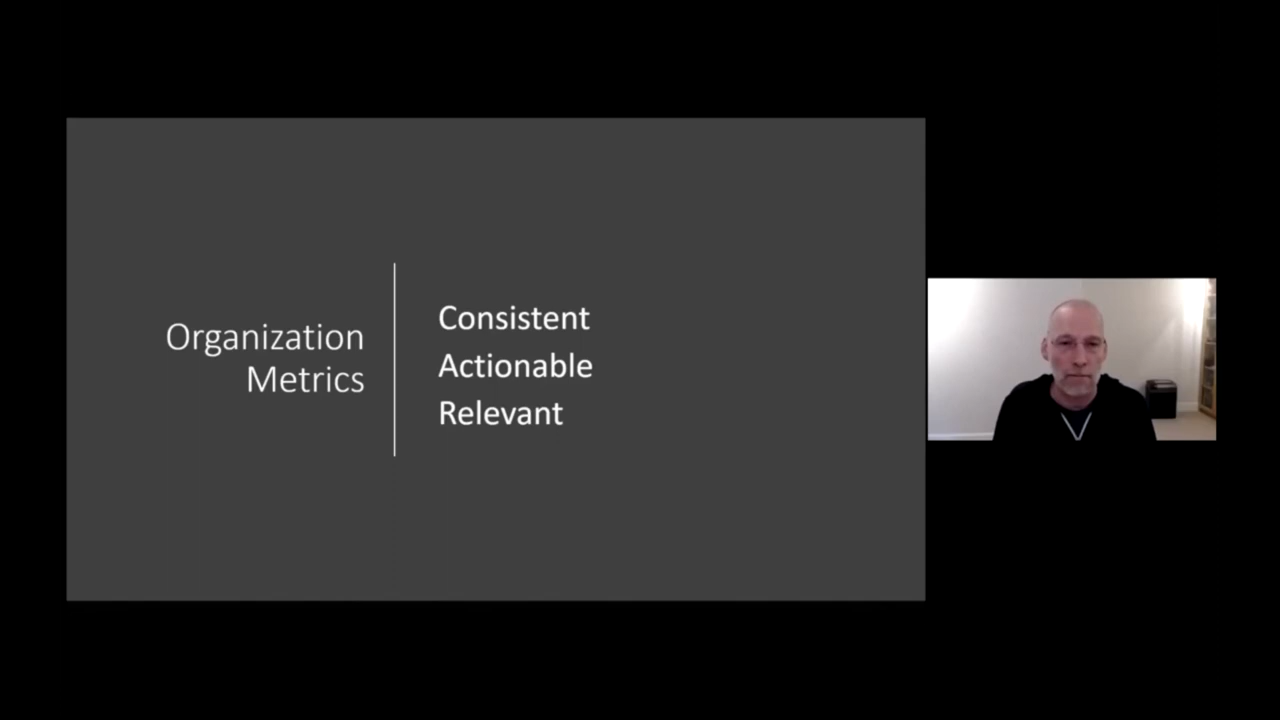 Organization
Metrics
Consistent
Actionable
Relevant